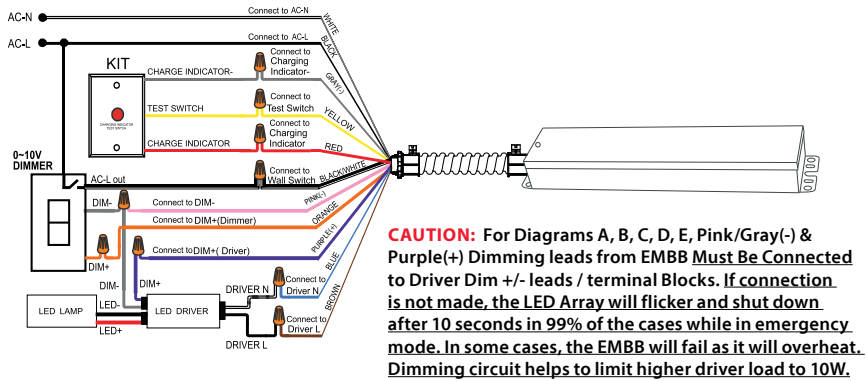 AC-N
Connect to AC-N
WHITE
AC-L
Connect to AC-L
BLACK
KIT
CHARGE INDICATOR-
Connect to
Charging
Indicator-
GRAY(-)
TEST SWITCH
Connect to
Test Switch
YELLOW
CHARGING INDICATOR
TEST SWITCH
CHARGE INDICATOR
Connect to
Charging
Indicator
RED
0~10V
DIMMER
AC-L out
Connect to
Wall Switch
BLACK/WHITE
DIM-
Connect to DIM-
PINK(-)
Connect to DIM+(Dimmer)
ORANGE
DIM+
Connect to DIM+( Driver)
PURPLE(+)
DIM-
DIM+
BLUE
DRIVER N
Connect to
Driver N
BROWN
LED LAMP
LED-
LED+
LED DRIVER
DRIVER L
Connect to
Driver L
CAUTION: For Diagrams A, B, C, D, E, Pink/Gray(-) &
Purple(+) Dimming leads from EMBB Must Be Connected
to Driver Dim +/- leads / terminal Blocks. If connection
is not made, the LED Array will flicker and shut down
after 10 seconds in 99% of the cases while in emergency
mode. In some cases, the EMBB will fail as it will overheat.
Dimming circuit helps to limit higher driver load to 10W.